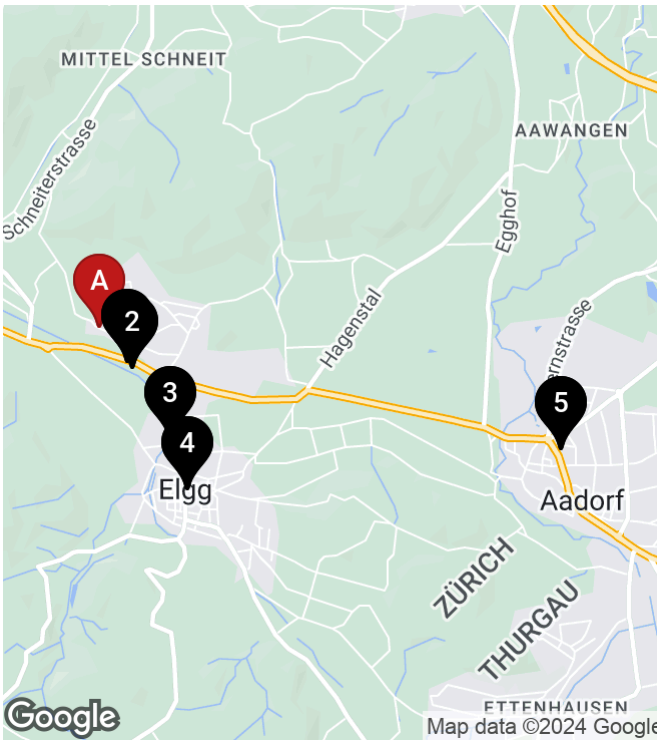 MITTEL SCHNEIT
AAWANGEN
Schneiterstrasse
Egghof
A
2
Hagenstal
ernstrasse
3
5
4
Elgg
Aadorf
ZÜRICH
THURGAU
ETTENHAUSEN
Google
Map data ©2024 Google